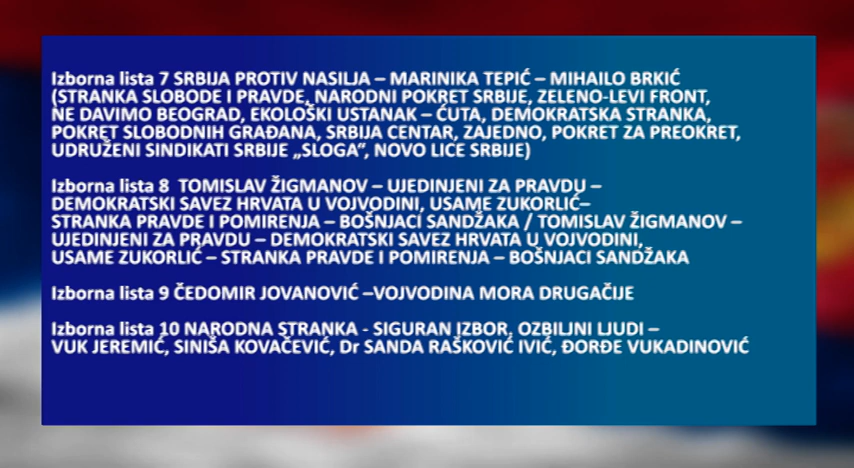 Izborna lista 7 SRBIJA PROTIV NASILJA – MARINIKA TEPIĆ – MIHAILO BRKIĆ
(STRANKA SLOBODE I PRAVDE, NARODNI POKRET SRBIJE, ZELENO-LEVI FRONT,
NE DAVIMO BEOGRAD, EKOLOŠKI USTANAK – ĆUTA, DEMOKRATSKA STRANKA,
POKRET SLOBODNIH GRAĐANA, SRBIJA CENTAR, ZAJEDNO, POKRET ZA PREOKRET,
UDRUŽENI SINDIKATI SRBIJE „SLOGA“, NOVO LICE SRBIJE)
Izborna lista 8 TOMISLAV ŽIGMANOV – UJEDINJENI ZA PRAVDU –
DEMOKRATSKI SAVEZ HRVATA U VOJVODINI, USAME ZUKORLIĆ–
STRANKA PRAVDE I POMIRENJA – BOŠNJACI SANDŽAKA / TOMISLAV ŽIGMANOV –
UJEDINJENI ZA PRAVDU – DEMOKRATSKI SAVEZ HRVATA U VOJVODINI,
USAME ZUKORLIĆ – STRANKA PRAVDE I POMIRENJA – BOŠNJACI SANDŽAKA
Izborna lista 9 ČEDOMIR JOVANOVIĆ –VOJVODINA MORA DRUGAČIJE
Izborna lista 10 NARODNA STRANKA - SIGURAN IZBOR, OZBILJNI LJUDI –
VUK JEREMIĆ, SINIŠA KOVAČEVIĆ, Dr SANDA RAŠKOVIĆ IVIĆ, ĐORĐE VUKADINOVIĆ